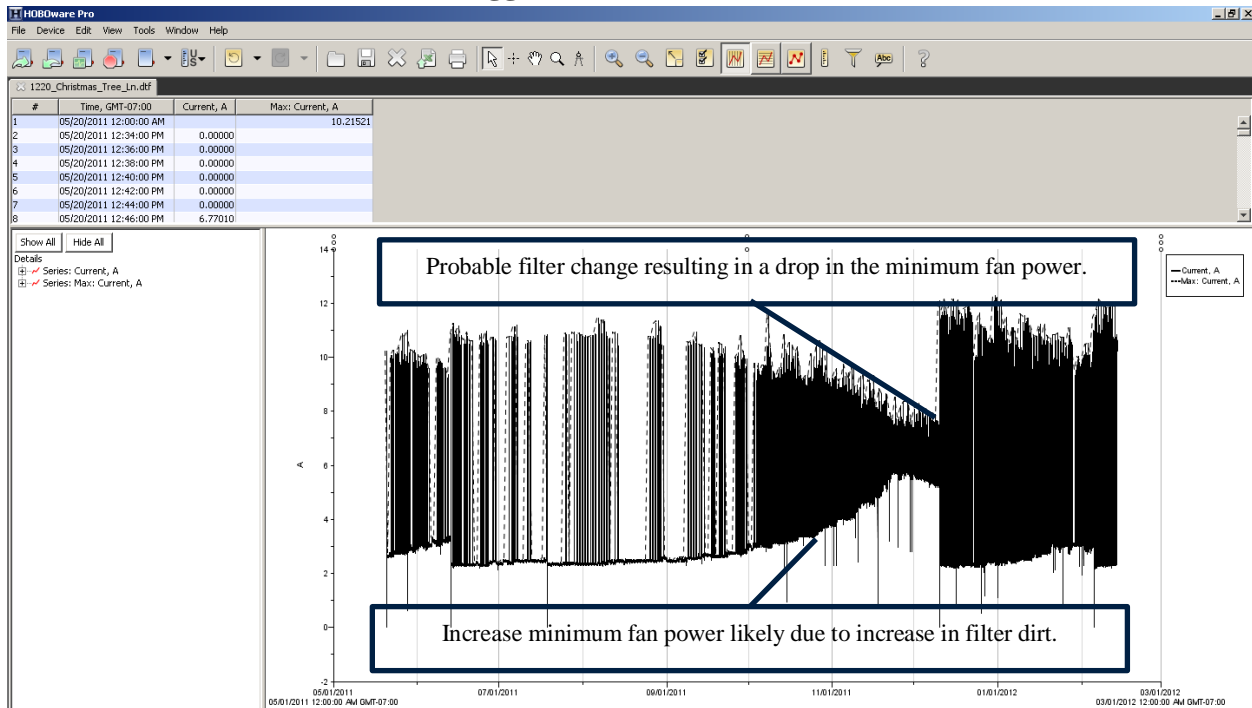 HOBOware Pro
File Device Edit View Tools Window Help
Abc
1220_Christmas_Tree_Ln.dtf
# Time, GMT-07:00 Current, A Max: Current, A
1 05/20/2011 12:00:00 AM 10.21521
2 05/20/2011 12:34:00 PM 0.00000
3 05/20/2011 12:36:00 PM 0.00000
4 05/20/2011 12:38:00 PM 0.00000
5 05/20/2011 12:40:00 PM 0.00000
6 05/20/2011 12:42:00 PM 0.00000
7 05/20/2011 12:44:00 PM 0.00000
8 05/20/2011 12:46:00 PM 6.77010
Show All Hide All
Details
Series: Current, A
Series: Max: Current, A
Probable filter change resulting in a drop in the minimum fan power.
Current, A
Max: Current, A
14
12
10
8
A
6
4
2
0
-2
Increase minimum fan power likely due to increase in filter dirt.
05/01/2011 07/01/2011 09/01/2011 11/01/2011 01/01/2012 03/01/2012
05/01/2011 12:00:00 AM GMT-07:00 03/01/2012 12:00:00 AM GMT-07:00